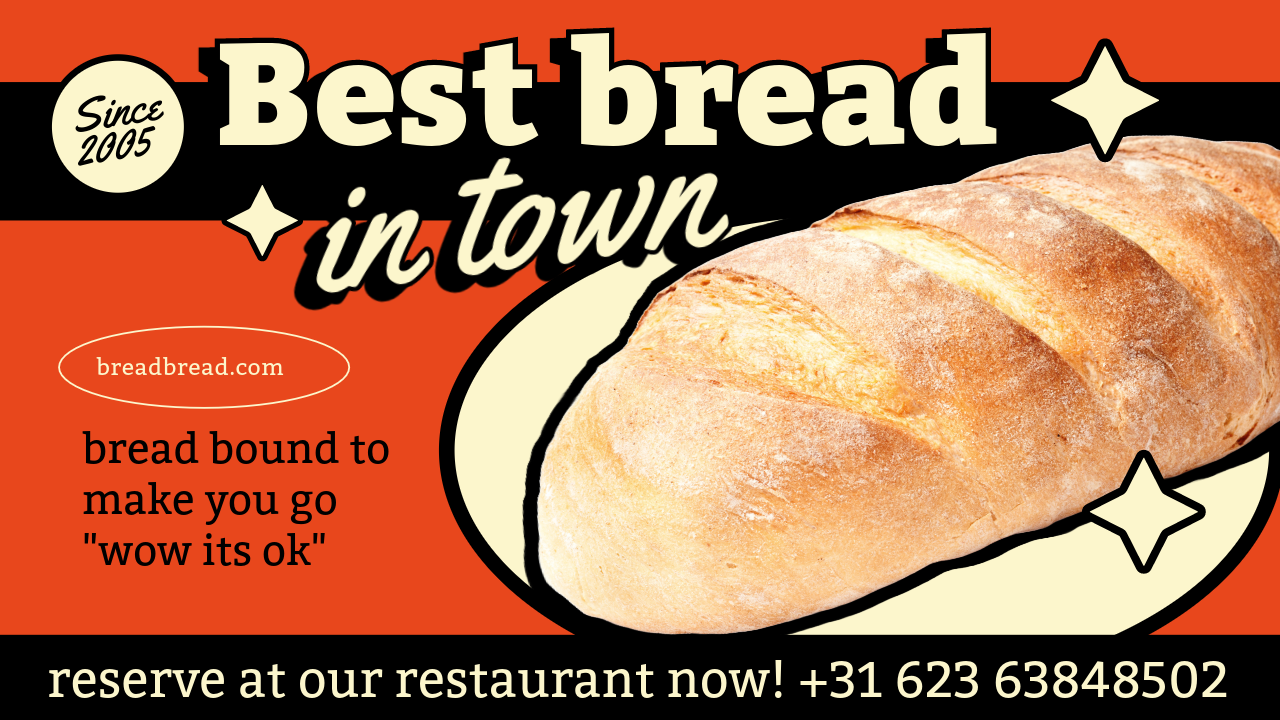 Since
2005
Best bread
in town
breadbread.com
bread bound to
make you go
"wow its ok"
reserve at our restaurant now! +31 623 63848502